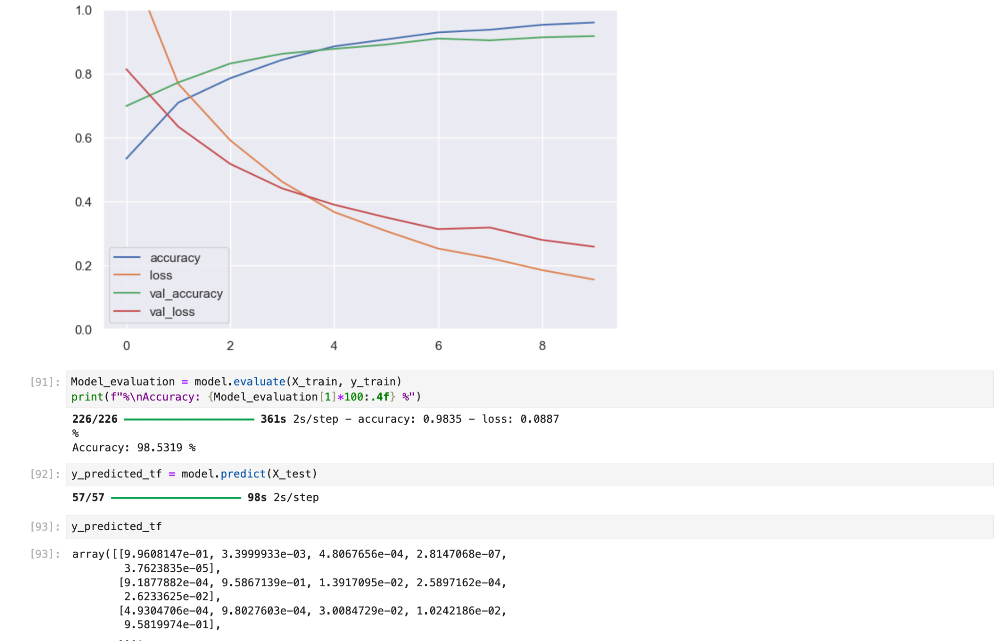 1.0
0.8
0.6
0.4
0.2
0.0
accuracy
loss
val_accuracy
val_loss
0 2 4 6 8
[91]: Model_evaluation = model.evaluate(X_train, y_train)
print(f"%\nAccuracy: {Model_evaluation[1]*100:.4f} %")
226/226 361s 2s/step – accuracy: 0.9835 – loss: 0.0887
%
Accuracy: 98.5319 %
[92]: y_predicted_tf = model.predict(X_test)
57/57 98s 2s/step
[93]: y_predicted_tf
[93]: array([[9.9608147e-01, 3.3999933e-03, 4.8067656e-04, 2.8147068e-07,
3.7623835e-05],
[9.1877882e-04, 9.5867139e-01, 1.3917095e-02, 2.5897162e-04,
2.6233625e-02],
[4.9304706e-04, 9.8027603e-04, 3.0084729e-02, 1.0242186e-02,
9.5819974e-01],